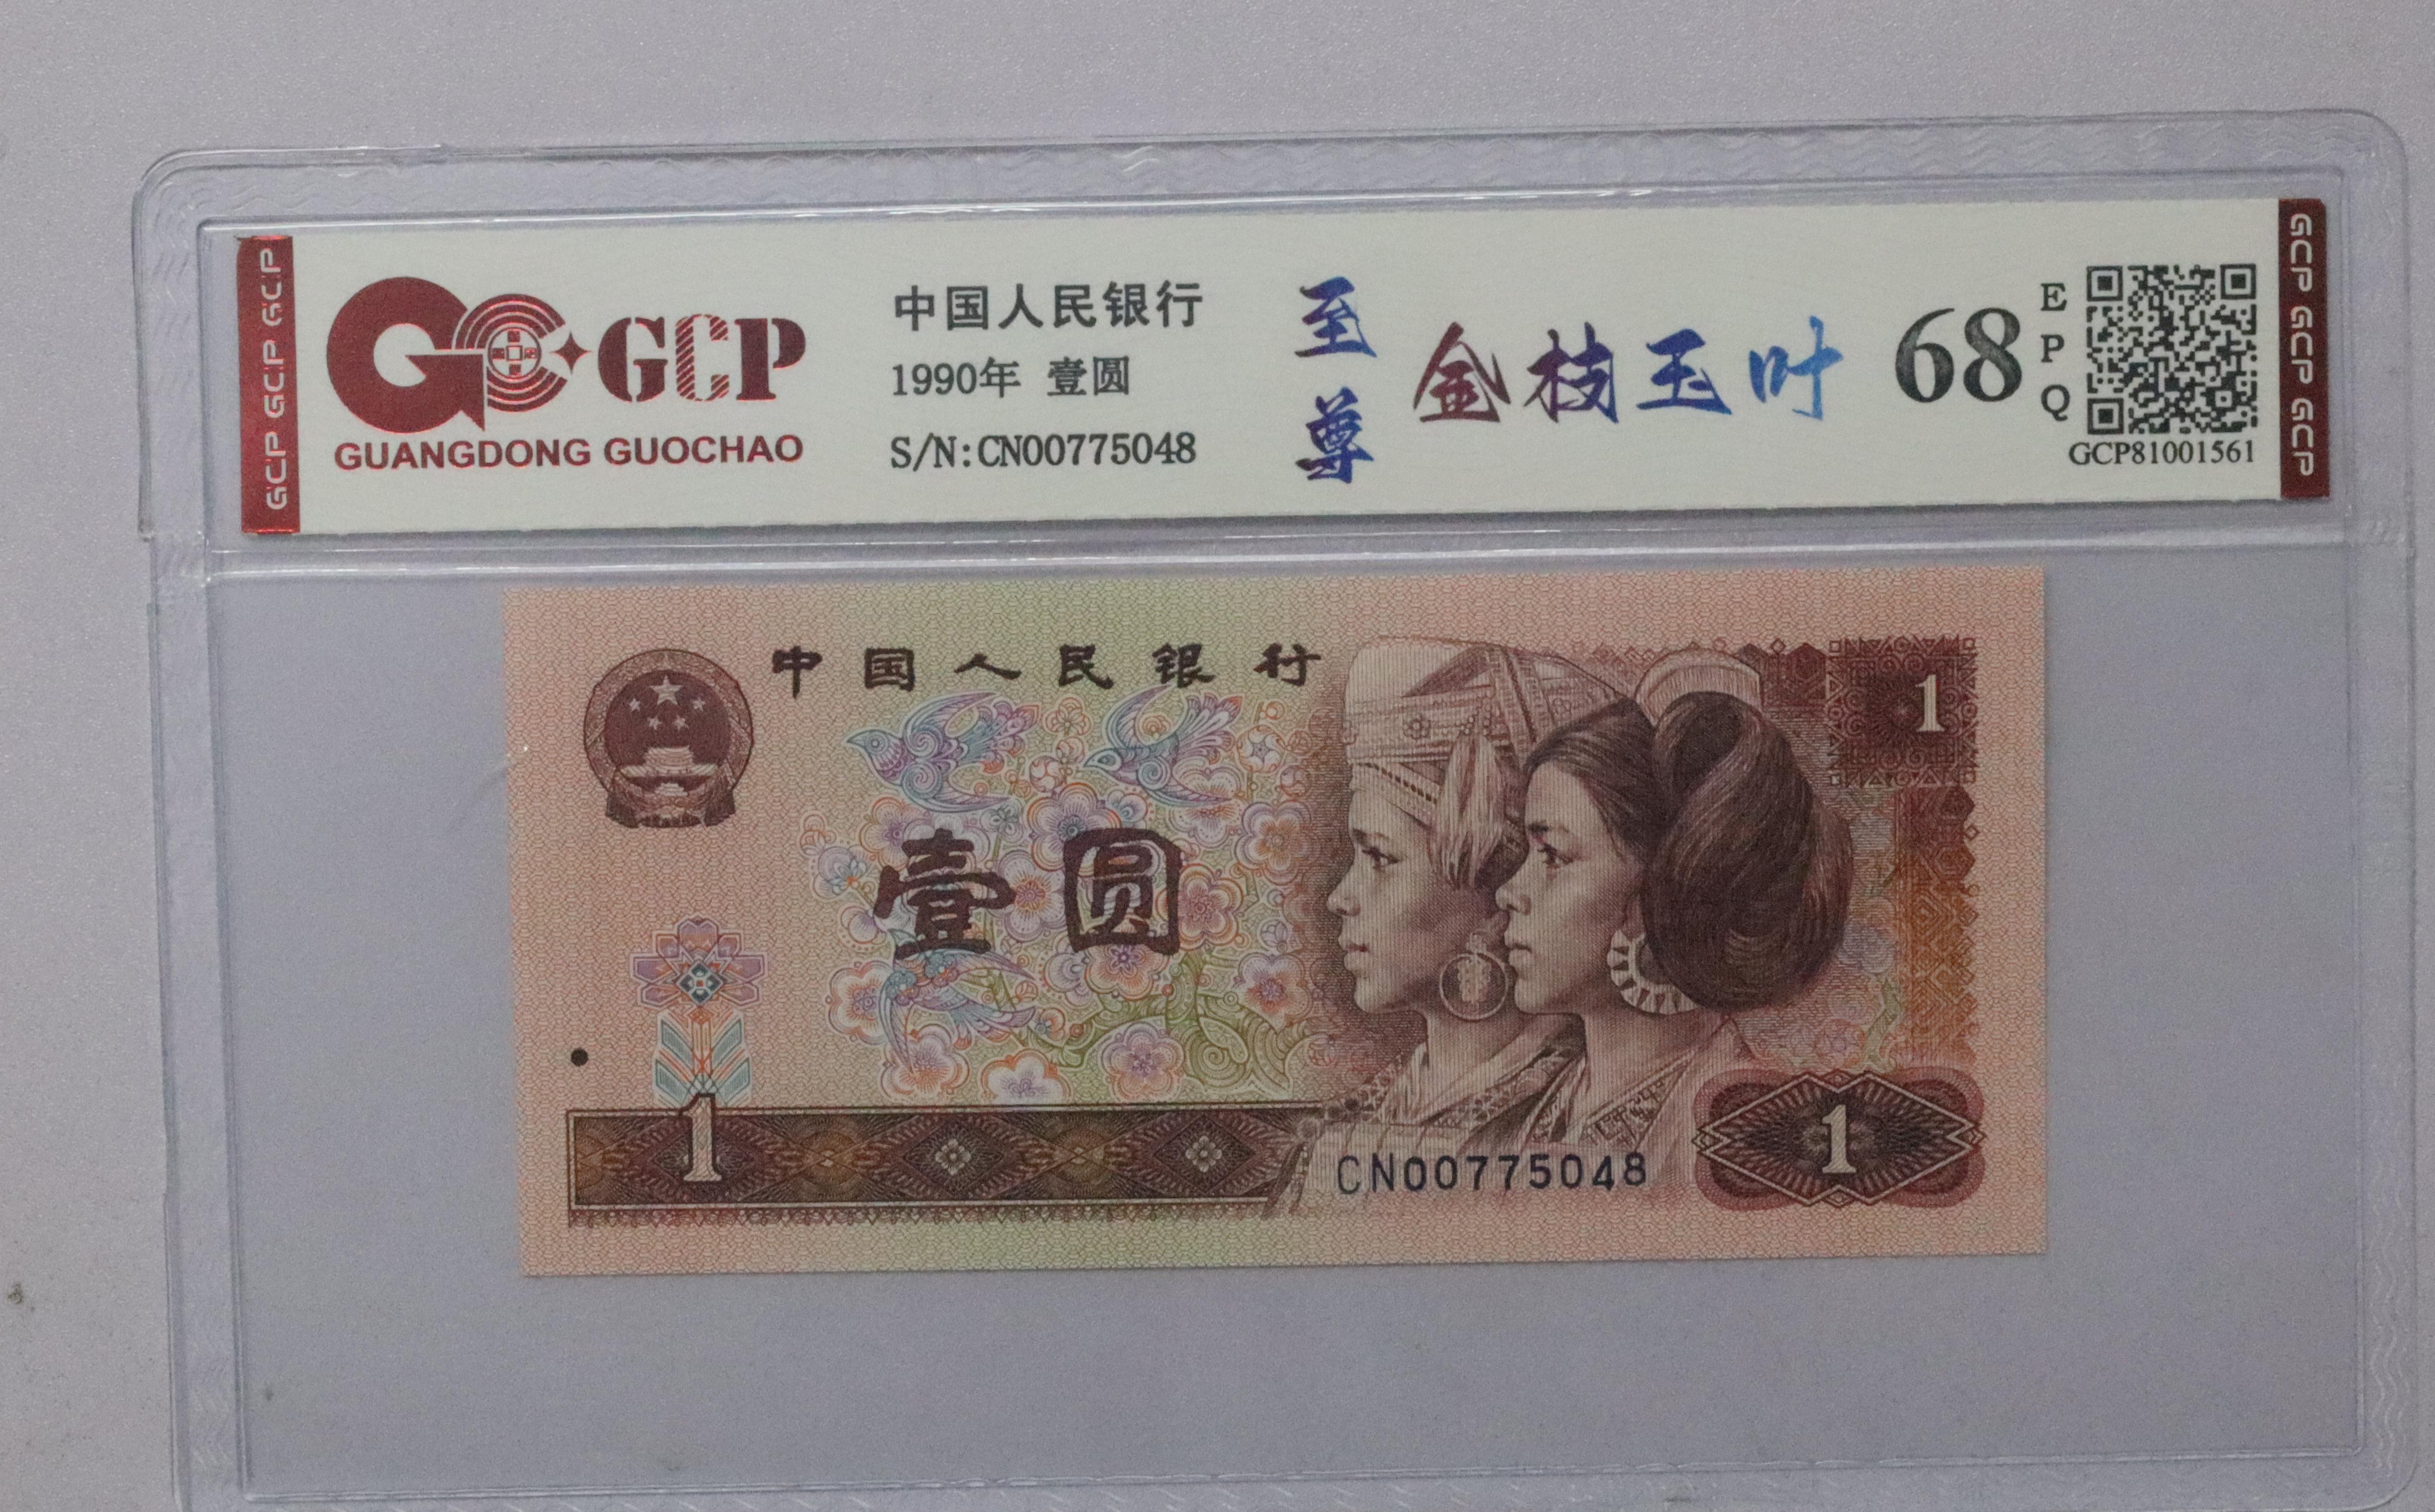 GCP GCP GCP
GCP
GUANGDONG GUOCHAO
中国人民银行
1990年 壹圆
S/N:CN00775048
至尊
金枝玉叶
68
EPQ
GCP81001561
GCP GCP GCP
中国人民银行
1
壹圆
1
1
CN00775048